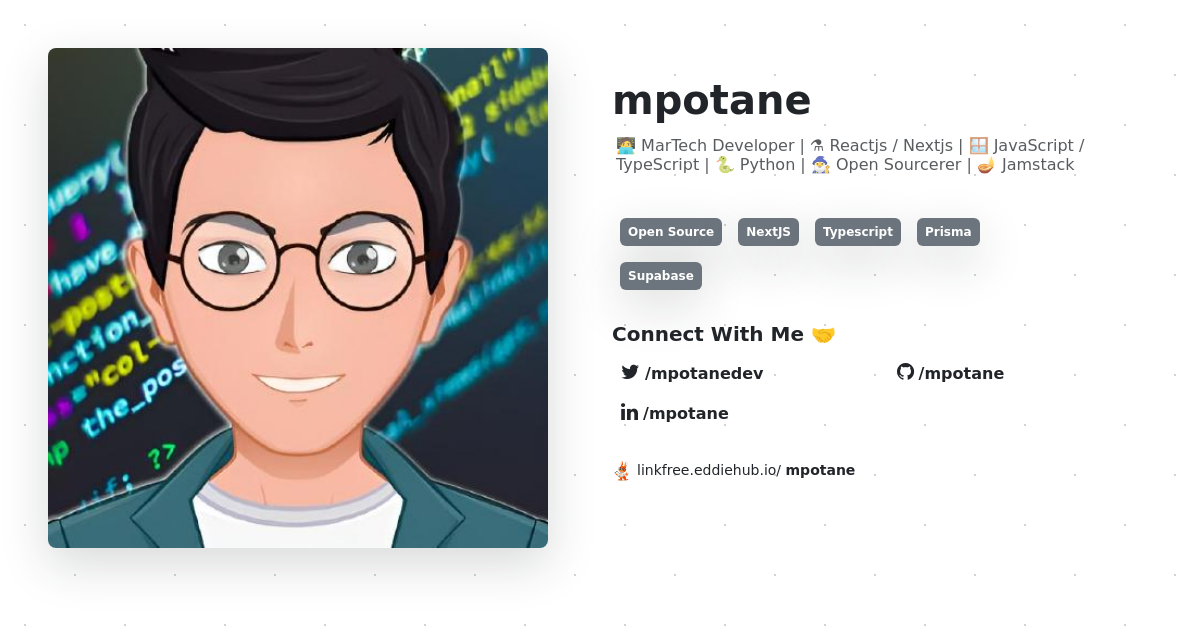 mpotane
🧑‍💻 MarTech Developer | ⚗️ Reactjs / Nextjs | 🪟 JavaScript /
TypeScript | 🐍 Python | 🧙‍♂️ Open Sourcerer | 🪔 Jamstack
Open Source NextJS Typescript Prisma
Supabase
Connect With Me 🤝
/mpotanedev /mpotane
/mpotane
linkfree.eddiehub.io/ mpotane
the_pos
?>